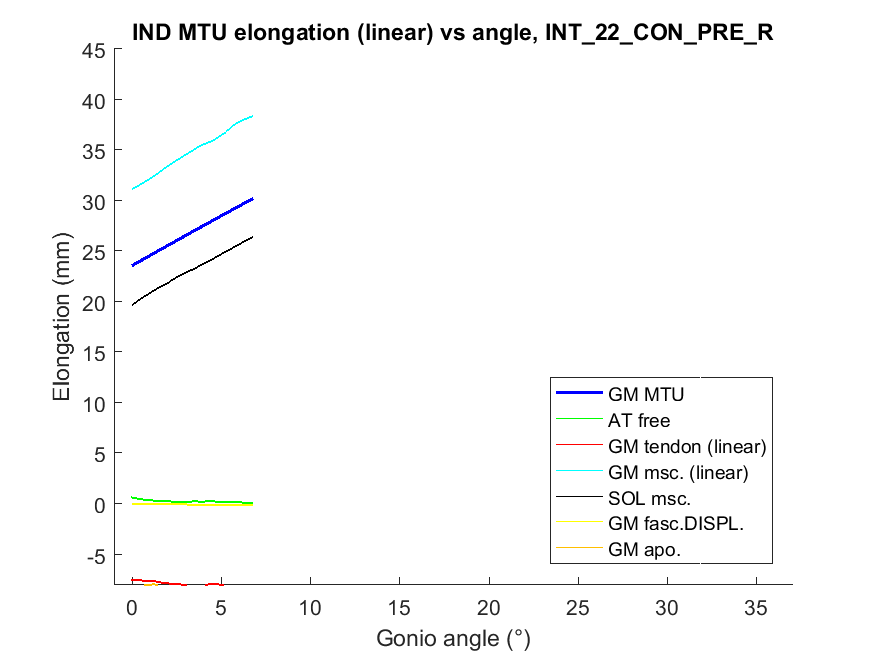 IND MTU elongation (linear) vs angle, INT_22_CON_PRE_R
45
40
35
30
25
20
15
10
5
0
-5
Elongation (mm)
GM MTU
AT free
GM tendon (linear)
GM msc. (linear)
SOL msc.
GM fasc.DISPL.
GM apo.
0 5 10 15 20 25 30 35
Gonio angle (°)